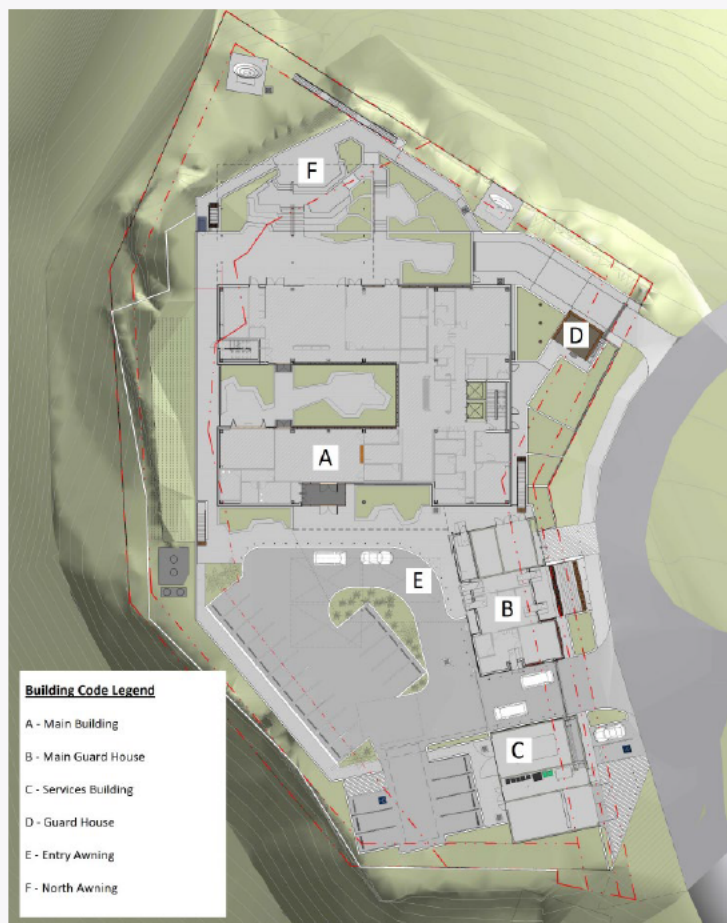 F
D
A
E
B
C
Building Code Legend
A - Main Building
B - Main Guard House
C - Services Building
D - Guard House
E - Entry Awning
F - North Awning